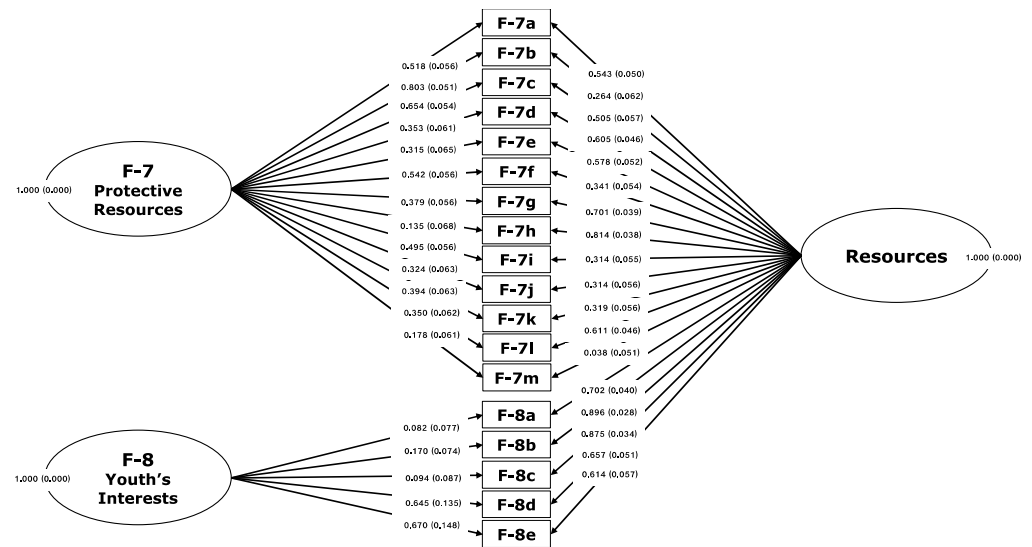 F-7a
F-7b
F-7c
F-7d
F-7e
F-7f
F-7g
F-7h
F-7i
F-7j
F-7k
F-7l
F-7m
F-8a
F-8b
F-8c
F-8d
F-8e
0.518 (0.056)
0.803 (0.051)
0.654 (0.054)
0.353 (0.061)
0.315 (0.065)
0.542 (0.056)
0.379 (0.056)
0.135 (0.068)
0.495 (0.056)
0.324 (0.063)
0.394 (0.063)
0.350 (0.062)
0.178 (0.061)
0.082 (0.077)
0.170 (0.074)
0.094 (0.087)
0.645 (0.135)
0.670 (0.148)
0.543 (0.050)
0.264 (0.062)
0.505 (0.057)
0.605 (0.046)
0.578 (0.052)
0.341 (0.054)
0.701 (0.039)
0.814 (0.038)
0.314 (0.055)
0.314 (0.056)
0.319 (0.056)
0.611 (0.046)
0.038 (0.051)
0.702 (0.040)
0.896 (0.028)
0.875 (0.034)
0.657 (0.051)
0.614 (0.057)
1.000 (0.000)
F-7
Protective
Resources
1.000 (0.000)
F-8
Youth's
Interests
Resources
1.000 (0.000)